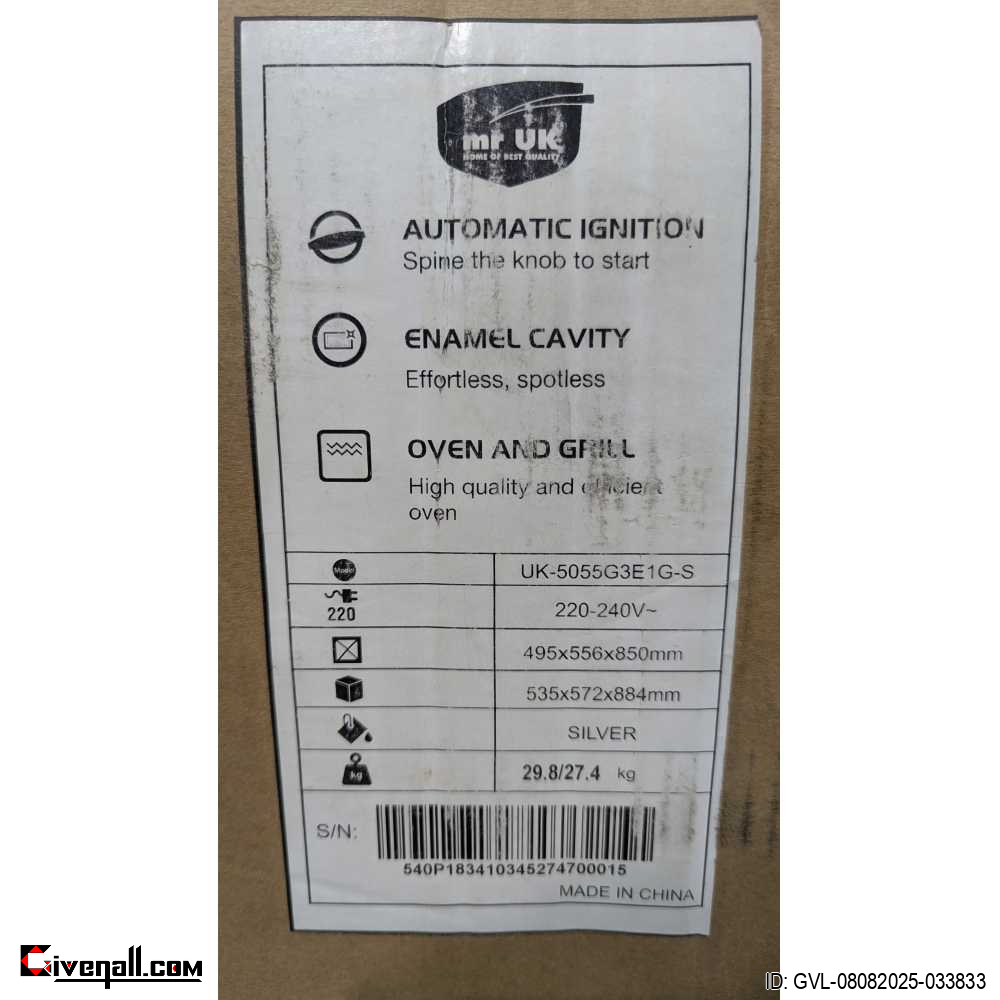 mr UK
HOME OF BEST QUALITY
AUTOMATIC IGNITION
Spine the knob to start
ENAMEL CAVITY
Effortless, spotless
OVEN AND GRILL
High quality and efficient
oven
Model UK-5055G3E1G-S
220 220-240V~
495x556x850mm
535x572x884mm
SILVER
kg 29.8/27.4 kg
S/N:
540P183410345274700015
MADE IN CHINA
Givenall.com
ID: GVL-08082025-033833